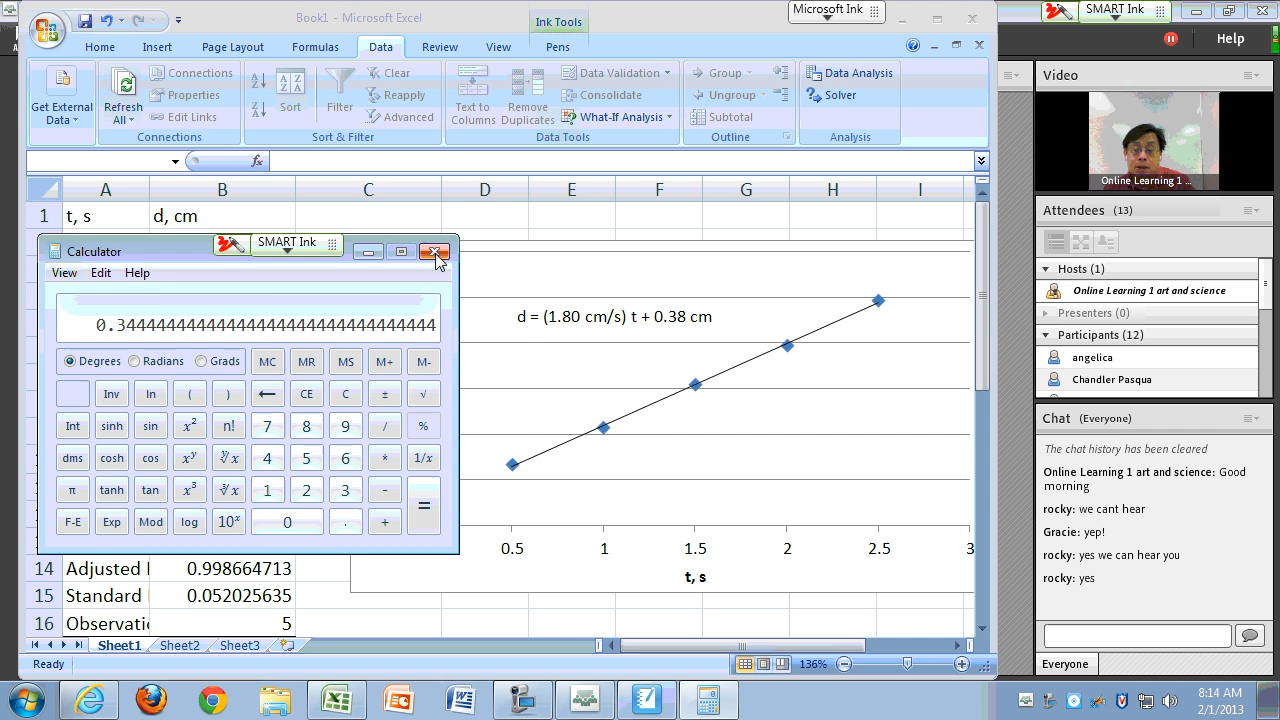 Book1 - Microsoft Excel
Ink Tools
Microsoft Ink
SMART Ink
Home Insert Page Layout Formulas Data Review View Pens
Help
Get External Data
Refresh All
Connections
Properties
Edit Links
Connections
Sort
Filter
Clear
Reapply
Advanced
Sort & Filter
Text to Columns
Remove Duplicates
Data Validation
Consolidate
What-If Analysis
Data Tools
Group
Ungroup
Subtotal
Outline
Data Analysis
Solver
Analysis
fx
A B C D E F G H I
1 t, s d, cm
Calculator
SMART Ink
View Edit Help
0.34444444444444444444444444444444
Degrees Radians Grads MC MR MS M+ M-
Inv ln ( ) ← CE C ± √
Int sinh sin x² n! 7 8 9 / %
dms cosh cos xʸ ʸ√x 4 5 6 * 1/x
π tanh tan x³ ³√x 1 2 3 - =
F-E Exp Mod log 10ˣ 0 . +
d = (1.80 cm/s) t + 0.38 cm
0.5 1 1.5 2 2.5 3
t, s
14 Adjusted 0.998664713
15 Standard 0.052025635
16 Observatio 5
Sheet1 Sheet2 Sheet3
Ready 136%
Video
Online Learning 1 ...
Attendees (13)
Hosts (1)
Online Learning 1 art and science
Presenters (0)
Participants (12)
angelica
Chandler Pasqua
Chat (Everyone)
The chat history has been cleared
Online Learning 1 art and science: Good
morning
rocky: we cant hear
Gracie: yep!
rocky: yes we can hear you
rocky: yes
Everyone
8:14 AM
2/1/2013